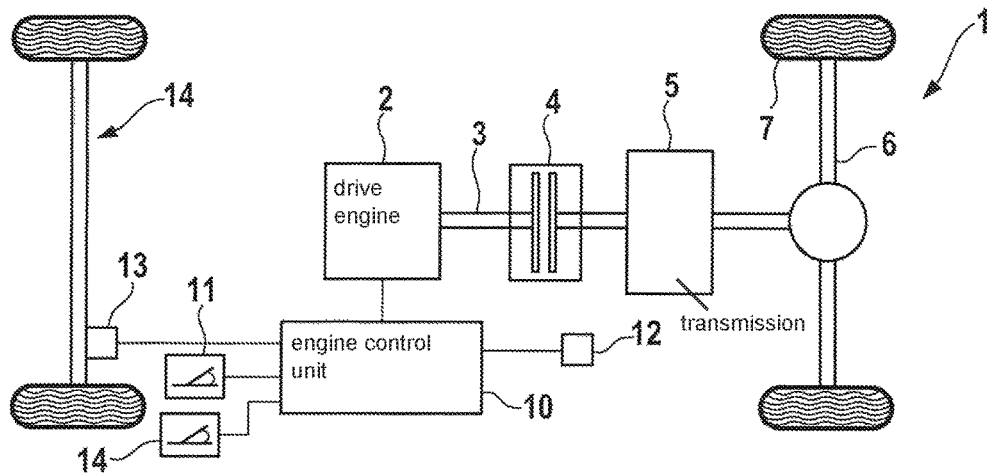 1
14
2
3
4
5
7
6
drive
engine
13
11
transmission
engine control
unit
12
10
14